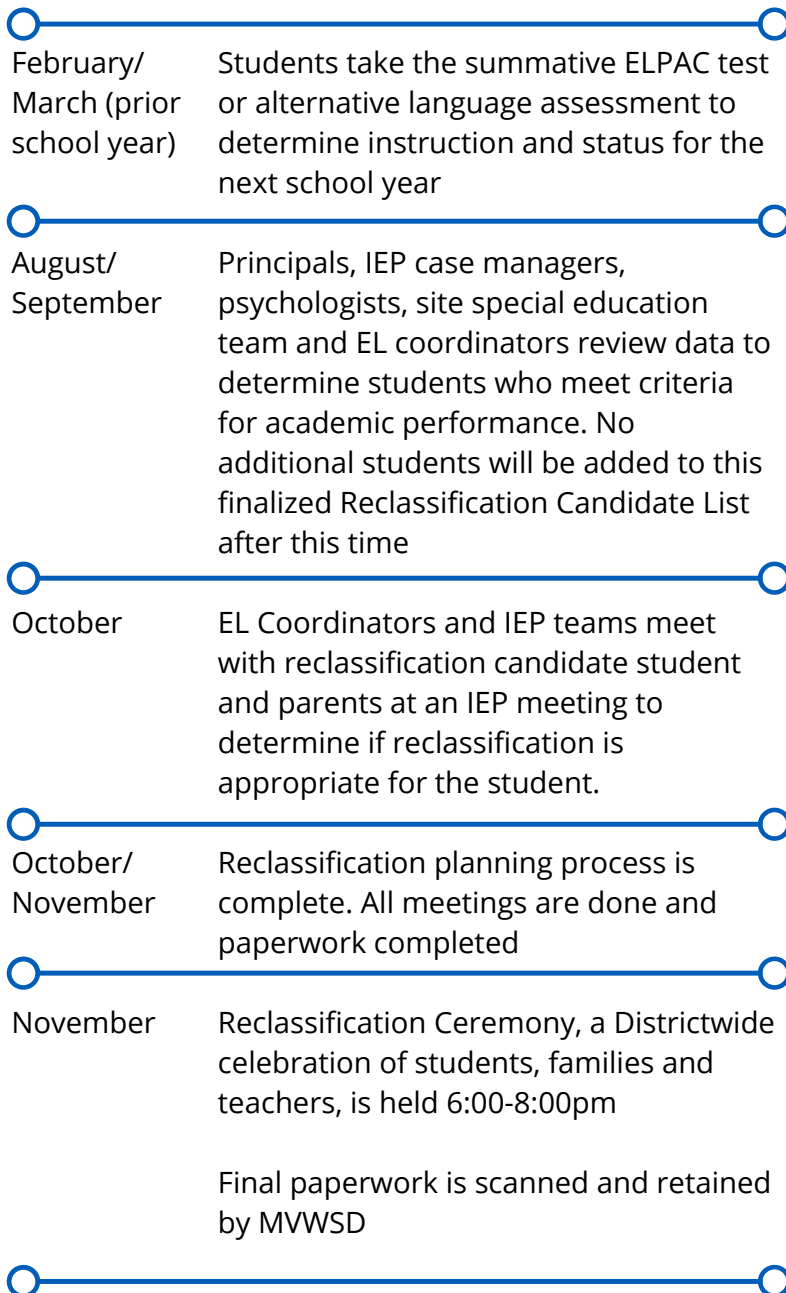 February/
March (prior
school year)
Students take the summative ELPAC test
or alternative language assessment to
determine instruction and status for the
next school year
August/
September
Principals, IEP case managers,
psychologists, site special education
team and EL coordinators review data to
determine students who meet criteria
for academic performance. No
additional students will be added to this
finalized Reclassification Candidate List
after this time
October
EL Coordinators and IEP teams meet
with reclassification candidate student
and parents at an IEP meeting to
determine if reclassification is
appropriate for the student.
October/
November
Reclassification planning process is
complete. All meetings are done and
paperwork completed
November
Reclassification Ceremony, a Districtwide
celebration of students, families and
teachers, is held 6:00-8:00pm
Final paperwork is scanned and retained
by MVWSD